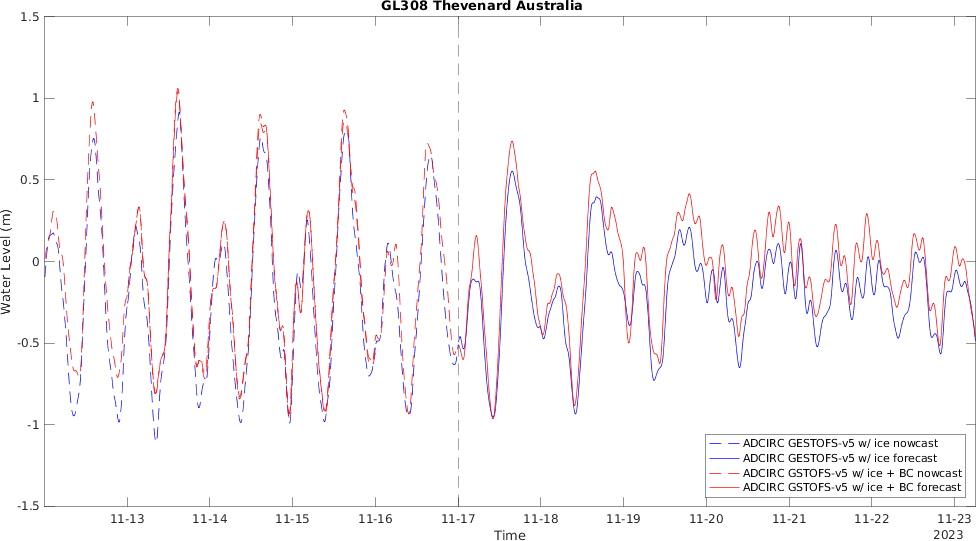 GL308 Thevenard Australia
1.5
1
0.5
0
-0.5
-1
-1.5
Water Level (m)
ADCIRC GESTOFS-v5 w/ ice nowcast
ADCIRC GESTOFS-v5 w/ ice forecast
ADCIRC GSTOFS-v5 w/ ice + BC nowcast
ADCIRC GSTOFS-v5 w/ ice + BC forecast
11-13 11-14 11-15 11-16 11-17 11-18 11-19 11-20 11-21 11-22 11-23
Time
2023